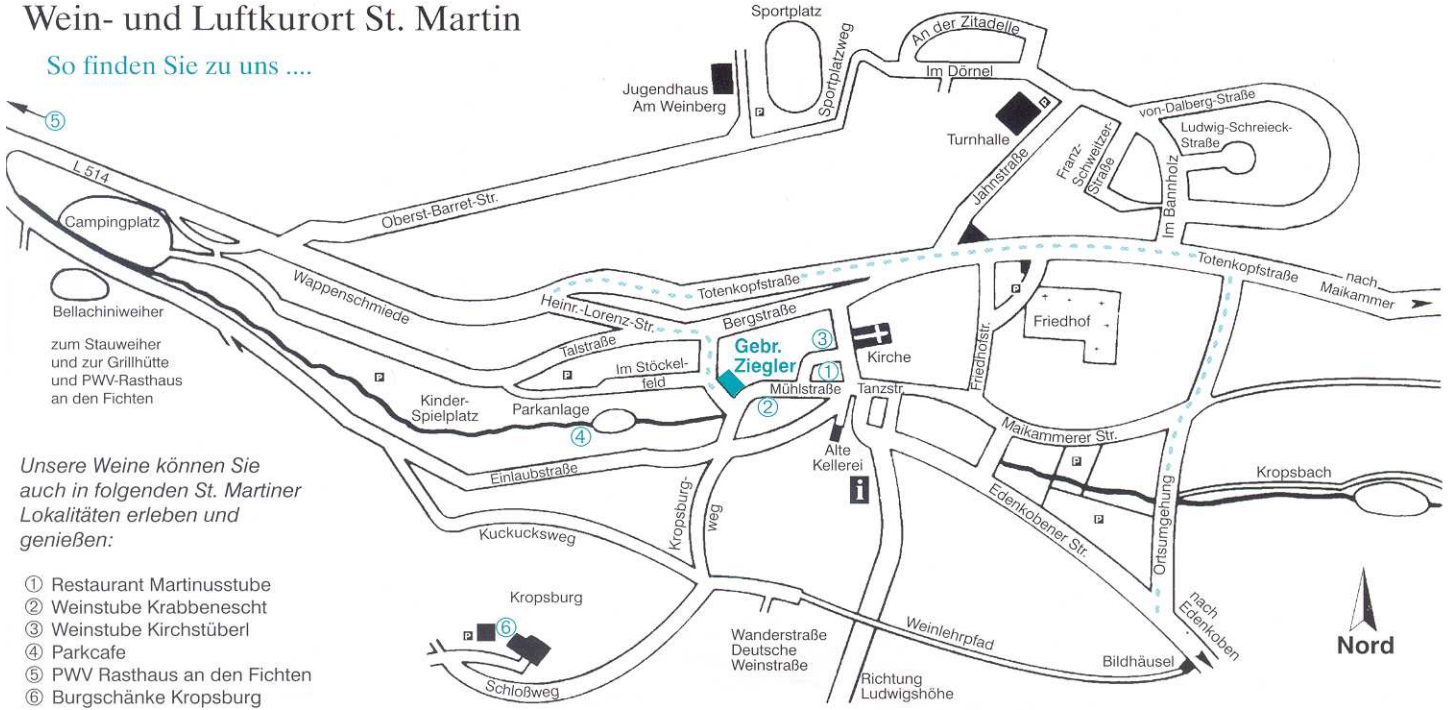 Wein- und Luftkurort St. Martin
So finden Sie zu uns ....
Sportplatz
An der Zitadelle
Sportplatzweg
Im Dörnel
Jugendhaus
Am Weinberg
P
P
Turnhalle
von-Dalberg-Straße
Ludwig-Schreieck-
Straße
Franz-
Schweitzer-
Straße
Jahnstraße
Im Bannholz
⑤
L 514
Campingplatz
Oberst-Barret-Str.
Wappenschmiede
Bellachiniweiher
zum Stauweiher
und zur Grillhütte
und PWV-Rasthaus
an den Fichten
Totenkopfstraße
Totenkopfstraße
nach
Maikammer
Heinr.-Lorenz-Str.
Bergstraße
Talstraße
Gebr.
Ziegler
③
①
Kirche
P
Friedhof
Friedhofstr.
P
P
Im Stöckel-
feld
Mühlstraße
Tanzstr.
②
Kinder-
Spielplatz
Parkanlage
④
Maikammerer Str.
Alte
Kellerei
i
P
P
Kropsbach
Einlaubstraße
Edenkobener Str.
Ortsumgehung
Kropsburg-
weg
Kuckucksweg
Unsere Weine können Sie
auch in folgenden St. Martiner
Lokalitäten erleben und
genießen:
① Restaurant Martinusstube
② Weinstube Krabbenescht
③ Weinstube Kirchstüberl
④ Parkcafe
⑤ PWV Rasthaus an den Fichten
⑥ Burgschänke Kropsburg
Kropsburg
P
⑥
Schloßweg
Wanderstraße
Deutsche
Weinstraße
Weinlehrpfad
Richtung
Ludwigshöhe
Bildhäusel
nach
Edenkoben
Nord